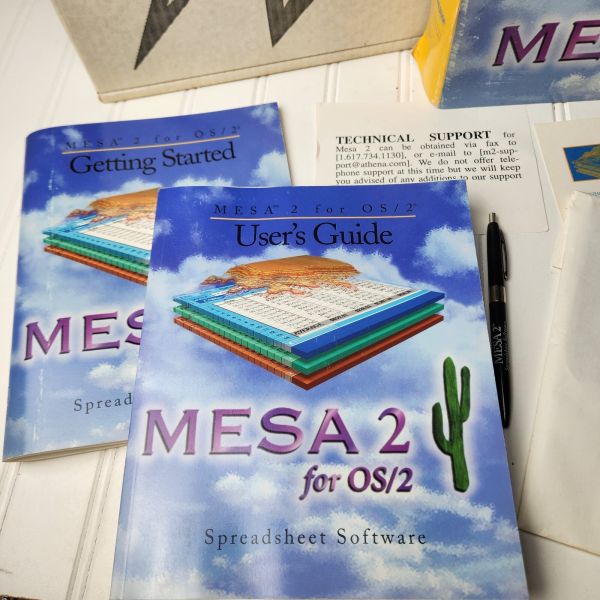 MES
MESA™ 2 for OS/2®
Getting Started
MES
Spread
TECHNICAL SUPPORT for
Mesa 2 can be obtained via fax to
[1.617.734.1130], or e-mail to [m2-sup-
port@athena.com]. We do not offer tele-
phone support at this time but we will keep
you advised of any additions to our support
MESA™ 2 for OS/2®
User's Guide
MESA 2
for OS/2
Spreadsheet Software
MESA 2